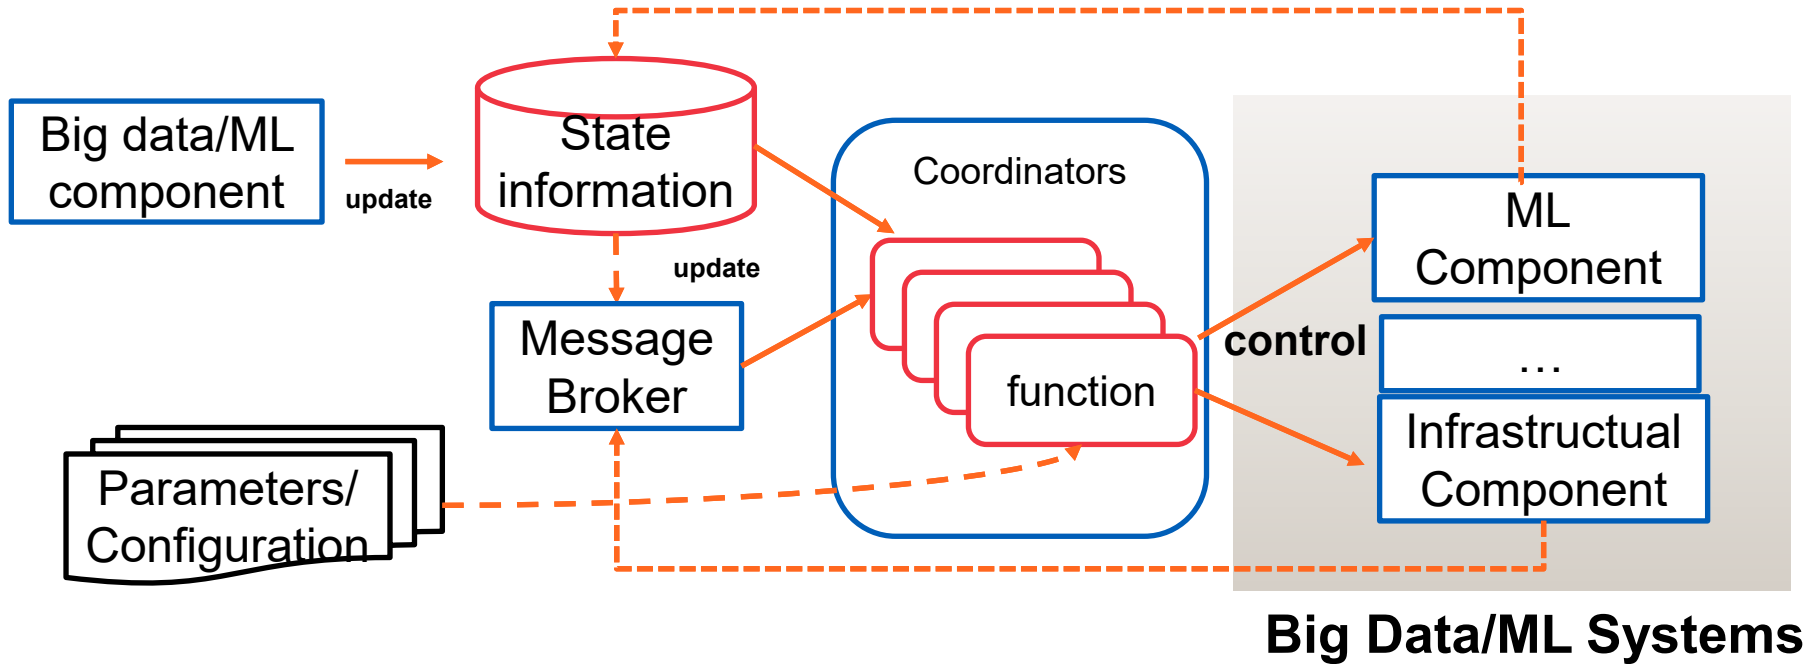 Big data/ML
component
update
State
information
update
Message
Broker
Parameters/
Configuration
Coordinators
function
control
ML
Component
...
Infrastructual
Component
Big Data/ML Systems